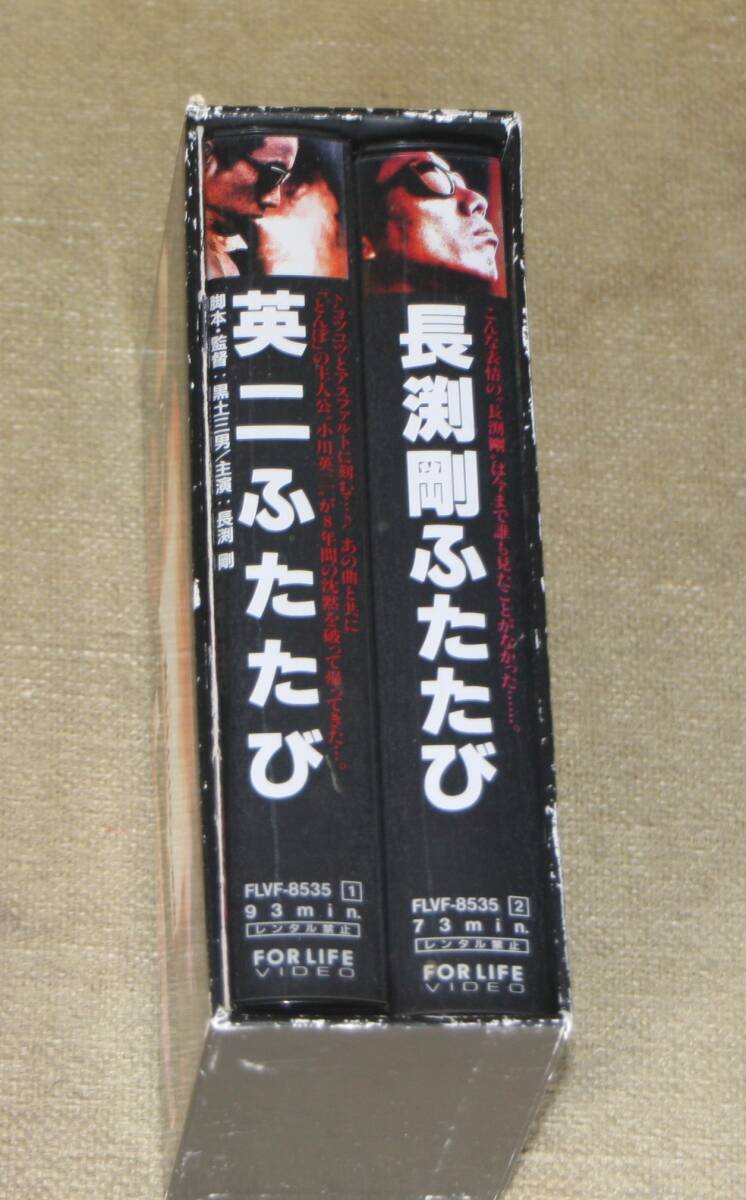 英二ふたたび
♪コツコツとアスファルトに刻む…♪ あの曲と共に
「とんぼ」の主人公“小川英二”が8年間の沈黙を破って帰ってきた…。
脚本・監督：黒土三男/主演：長渕 剛
FLVF-8535 1
93min.
レンタル禁止
FOR LIFE
VIDEO
長渕剛ふたたび
こんな表情の“長渕剛”は今まで誰も見たことがなかった……。
FLVF-8535 2
73min.
レンタル禁止
FOR LIFE
VIDEO